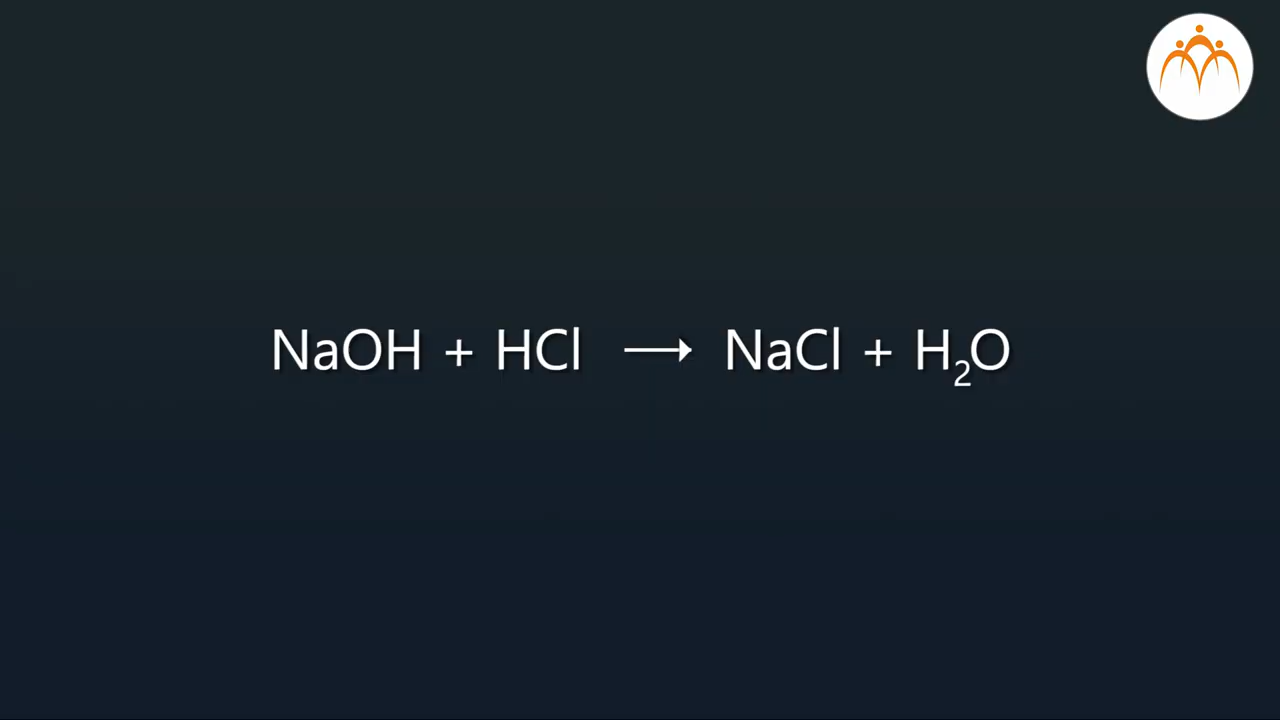 NaOH + HCl ⟶ NaCl + H₂O